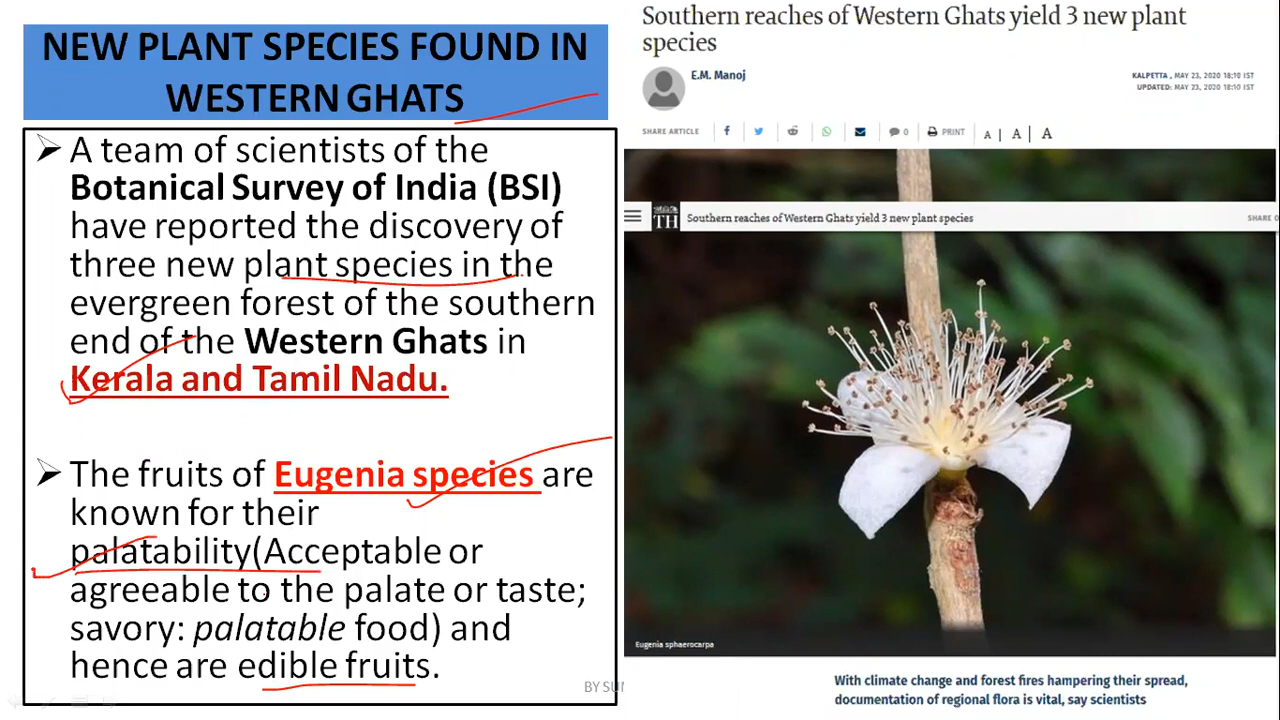 NEW PLANT SPECIES FOUND IN
WESTERN GHATS
A team of scientists of the
Botanical Survey of India (BSI)
have reported the discovery of
three new plant species in the
evergreen forest of the southern
end of the Western Ghats in
Kerala and Tamil Nadu.
The fruits of Eugenia species are
known for their
palatability(Acceptable or
agreeable to the palate or taste;
savory: palatable food) and
hence are edible fruits.
BY SUM
Southern reaches of Western Ghats yield 3 new plant
species
E.M. Manoj
KALPETTA , MAY 23, 2020 18:10 IST
UPDATED: MAY 23, 2020 18:10 IST
SHARE ARTICLE
0
PRINT
A | A | A
TH
Southern reaches of Western Ghats yield 3 new plant species
SHARE
Eugenia sphaerocarpa
With climate change and forest fires hampering their spread,
documentation of regional flora is vital, say scientists